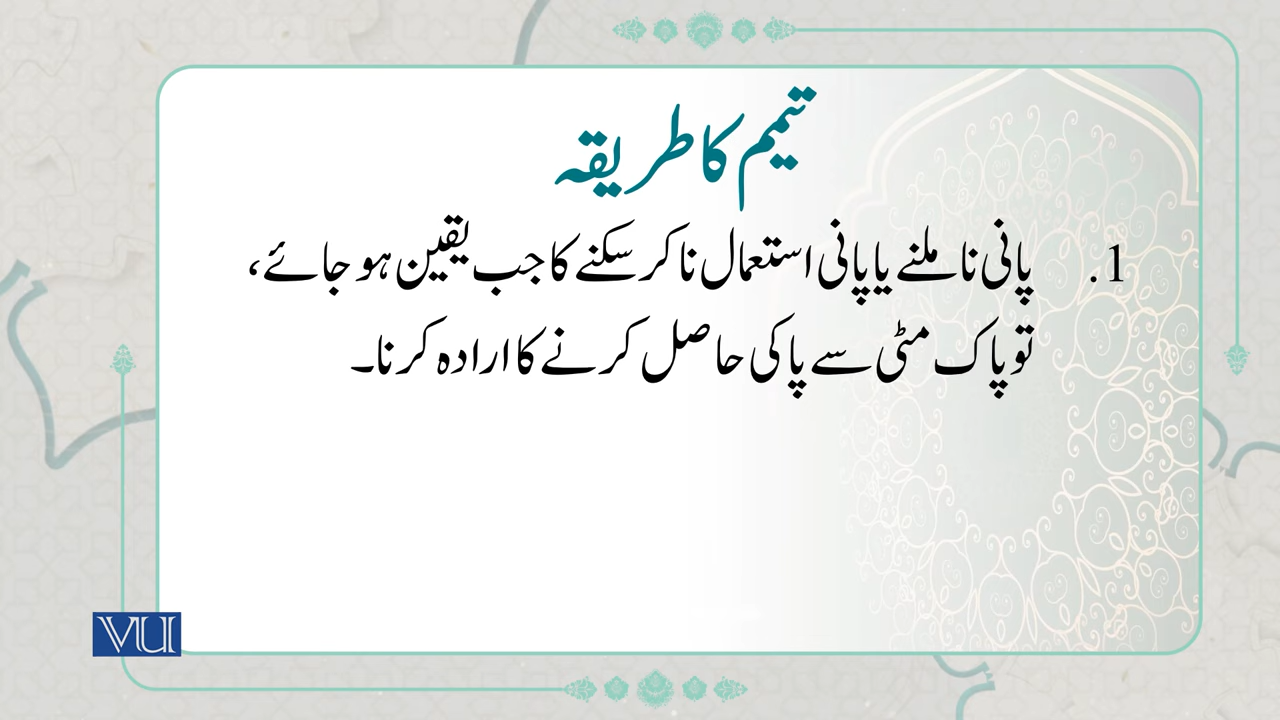 تیمم کا طریقہ
1. پانی نا ملنے یا پانی استعمال نا کر سکنے کا جب یقین ہو جائے،
تو پاک مٹی سے پاکی حاصل کرنے کا ارادہ کرنا۔
VU